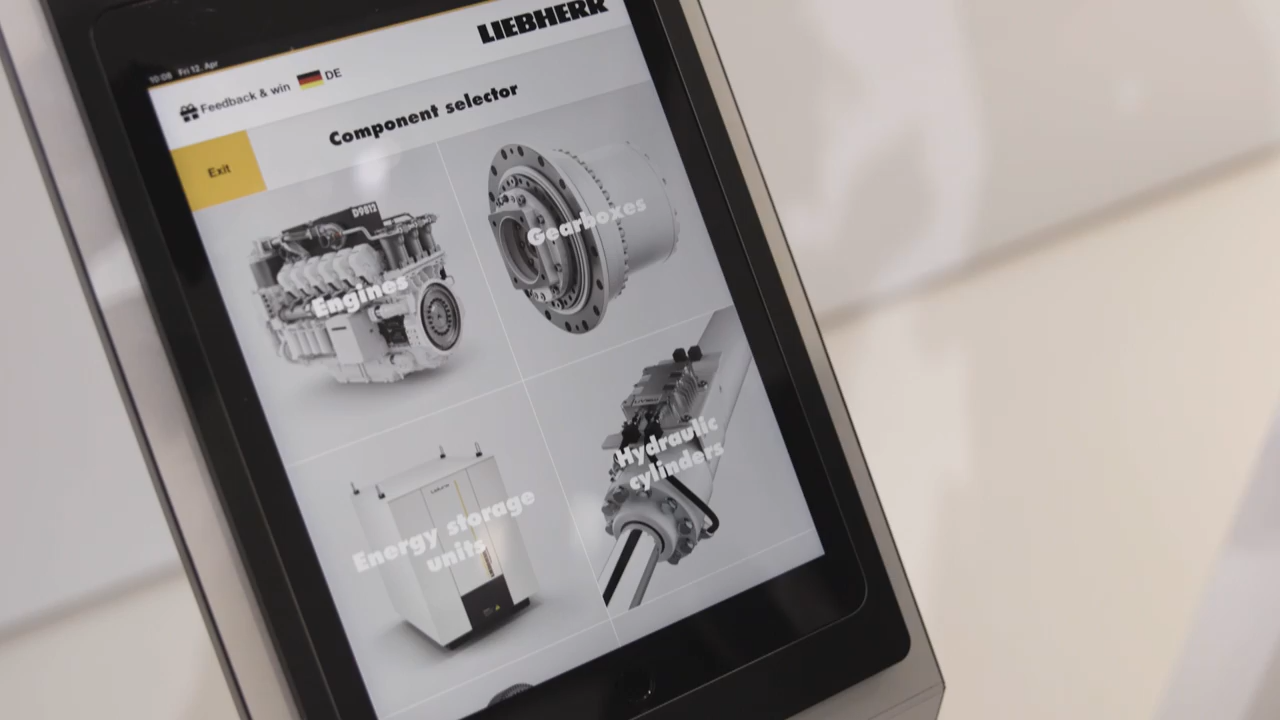 LIEBHERR
10:08 Fri 12. Apr
Feedback & win DE
Component selector
Exit
D9812
Engines
Gearboxes
Energy storage
units
Hydraulic
cylinders